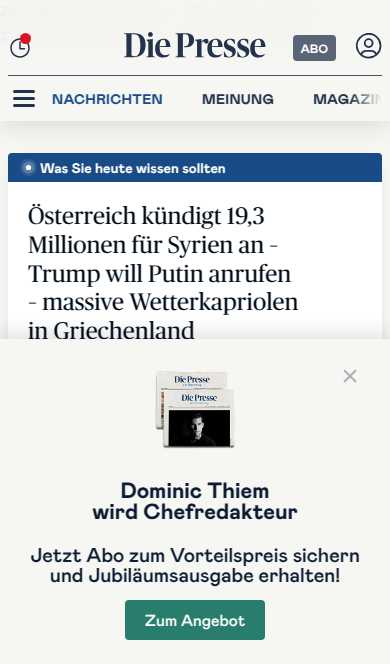 Die Presse
ABO
NACHRICHTEN MEINUNG MAGAZIN
Was Sie heute wissen sollten
Österreich kündigt 19,3
Millionen für Syrien an –
Trump will Putin anrufen
– massive Wetterkapriolen
in Griechenland
Die Presse
Die Presse
Dominic Thiem
wird Chefredakteur
Jetzt Abo zum Vorteilspreis sichern
und Jubiläumsausgabe erhalten!
Zum Angebot